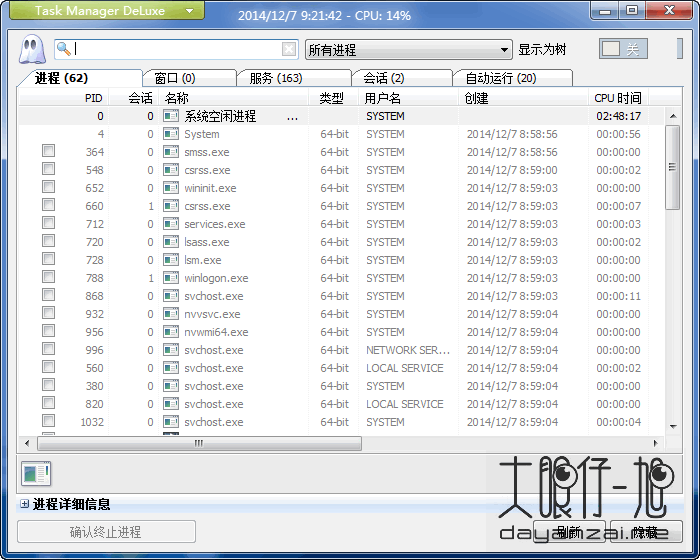 Task Manager DeLuxe
2014/12/7 9:21:42 - CPU: 14%
所有进程 显示为树 关
进程 (62) 窗口 (0) 服务 (163) 会话 (2) 自动运行 (20)
PID 会话 名称 类型 用户名 创建 CPU 时间
0 0 系统空闲进程 ... SYSTEM 02:48:17
4 0 System 64-bit SYSTEM 2014/12/7 8:58:56 00:00:56
364 0 smss.exe 64-bit SYSTEM 2014/12/7 8:58:56 00:00:00
548 0 csrss.exe 64-bit SYSTEM 2014/12/7 8:59:00 00:00:02
652 0 wininit.exe 64-bit SYSTEM 2014/12/7 8:59:03 00:00:00
660 1 csrss.exe 64-bit SYSTEM 2014/12/7 8:59:03 00:00:07
712 0 services.exe 64-bit SYSTEM 2014/12/7 8:59:03 00:00:03
720 0 lsass.exe 64-bit SYSTEM 2014/12/7 8:59:03 00:00:02
728 0 lsm.exe 64-bit SYSTEM 2014/12/7 8:59:03 00:00:00
788 1 winlogon.exe 64-bit SYSTEM 2014/12/7 8:59:03 00:00:00
868 0 svchost.exe 64-bit SYSTEM 2014/12/7 8:59:03 00:00:11
932 0 nvvsvc.exe 64-bit SYSTEM 2014/12/7 8:59:04 00:00:00
956 0 nvwmi64.exe 64-bit SYSTEM 2014/12/7 8:59:04 00:00:00
996 0 svchost.exe 64-bit NETWORK SER... 2014/12/7 8:59:04 00:00:00
560 0 svchost.exe 64-bit LOCAL SERVICE 2014/12/7 8:59:04 00:00:02
380 0 svchost.exe 64-bit SYSTEM 2014/12/7 8:59:04 00:00:00
820 0 svchost.exe 64-bit LOCAL SERVICE 2014/12/7 8:59:04 00:00:00
1032 0 svchost.exe 64-bit SYSTEM 2014/12/7 8:59:04 00:00:04
大眼仔-旭
进程详细信息
确认终止进程 刷新 隐藏
dayanzai.me